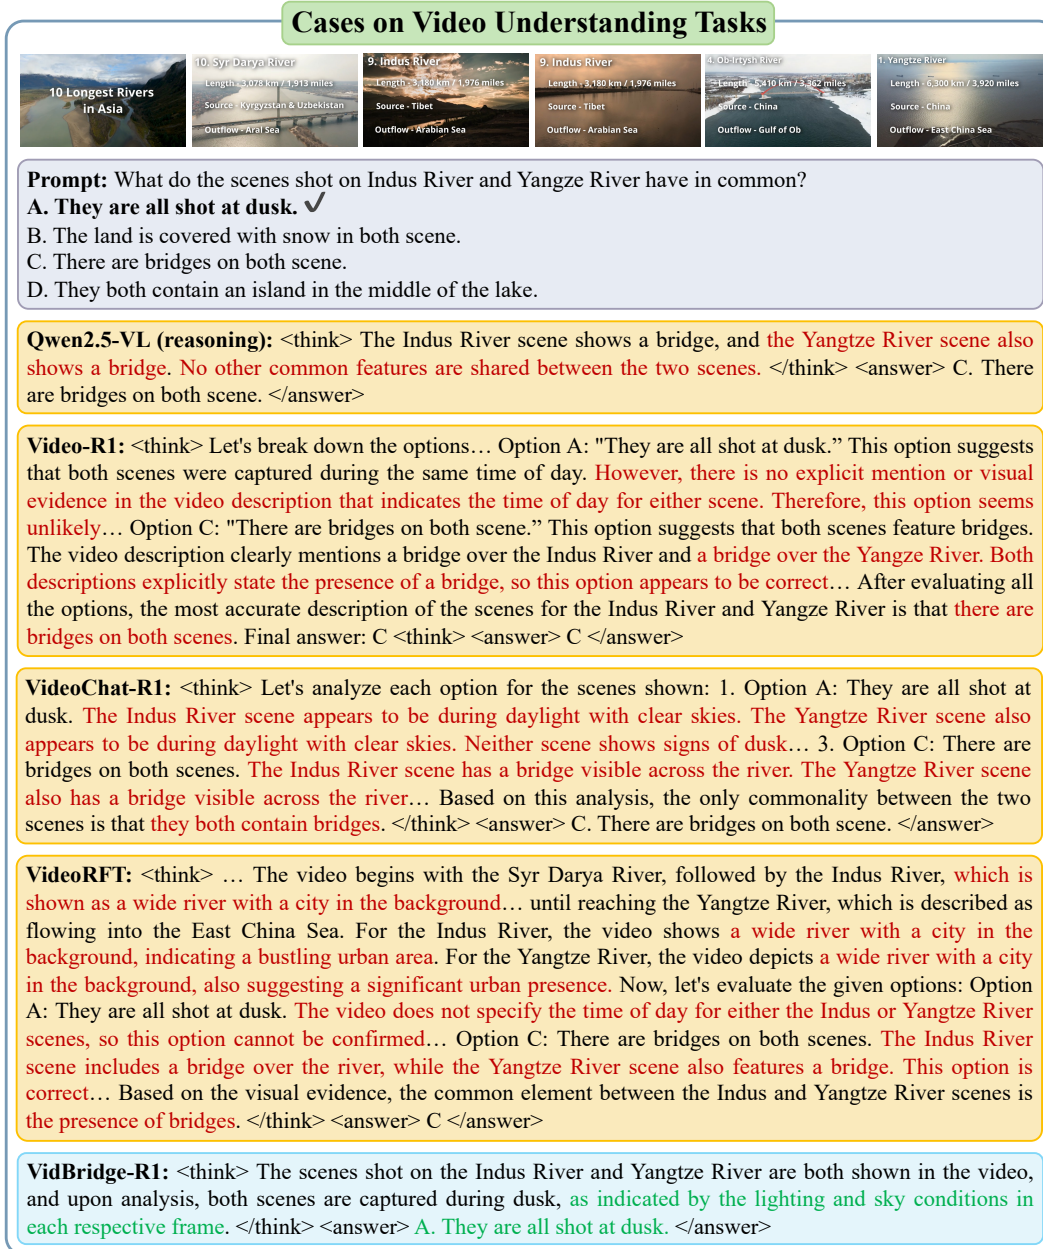 Cases on Video Understanding Tasks
10 Longest Rivers
in Asia
10. Syr Darya River
Length - 3,078 km / 1,913 miles
Source - Kyrgyzstan & Uzbekistan
Outflow - Aral Sea
9. Indus River
Length - 3,180 km / 1,976 miles
Source - Tibet
Outflow - Arabian Sea
9. Indus River
Length - 3,180 km / 1,976 miles
Source - Tibet
Outflow - Arabian Sea
4. Ob-Irtysh River
Length - 5,410 km / 3,362 miles
Source - China
Outflow - Gulf of Ob
1. Yangtze River
Length - 6,300 km / 3,920 miles
Source - China
Outflow - East China Sea
Prompt: What do the scenes shot on Indus River and Yangze River have in common?
A. They are all shot at dusk. ✓
B. The land is covered with snow in both scene.
C. There are bridges on both scene.
D. They both contain an island in the middle of the lake.
Qwen2.5-VL (reasoning): <think> The Indus River scene shows a bridge, and the Yangtze River scene also
shows a bridge. No other common features are shared between the two scenes. </think> <answer> C. There
are bridges on both scene. </answer>
Video-R1: <think> Let's break down the options… Option A: "They are all shot at dusk.” This option suggests
that both scenes were captured during the same time of day. However, there is no explicit mention or visual
evidence in the video description that indicates the time of day for either scene. Therefore, this option seems
unlikely… Option C: "There are bridges on both scene.” This option suggests that both scenes feature bridges.
The video description clearly mentions a bridge over the Indus River and a bridge over the Yangze River. Both
descriptions explicitly state the presence of a bridge, so this option appears to be correct… After evaluating all
the options, the most accurate description of the scenes for the Indus River and Yangze River is that there are
bridges on both scenes. Final answer: C <think> <answer> C </answer>
VideoChat-R1: <think> Let's analyze each option for the scenes shown: 1. Option A: They are all shot at
dusk. The Indus River scene appears to be during daylight with clear skies. The Yangtze River scene also
appears to be during daylight with clear skies. Neither scene shows signs of dusk… 3. Option C: There are
bridges on both scenes. The Indus River scene has a bridge visible across the river. The Yangtze River scene
also has a bridge visible across the river… Based on this analysis, the only commonality between the two
scenes is that they both contain bridges. </think> <answer> C. There are bridges on both scene. </answer>
VideoRFT: <think> … The video begins with the Syr Darya River, followed by the Indus River, which is
shown as a wide river with a city in the background… until reaching the Yangtze River, which is described as
flowing into the East China Sea. For the Indus River, the video shows a wide river with a city in the
background, indicating a bustling urban area. For the Yangtze River, the video depicts a wide river with a city
in the background, also suggesting a significant urban presence. Now, let's evaluate the given options: Option
A: They are all shot at dusk. The video does not specify the time of day for either the Indus or Yangtze River
scenes, so this option cannot be confirmed… Option C: There are bridges on both scenes. The Indus River
scene includes a bridge over the river, while the Yangtze River scene also features a bridge. This option is
correct… Based on the visual evidence, the common element between the Indus and Yangtze River scenes is
the presence of bridges. </think> <answer> C </answer>
VidBridge-R1: <think> The scenes shot on the Indus River and Yangtze River are both shown in the video,
and upon analysis, both scenes are captured during dusk, as indicated by the lighting and sky conditions in
each respective frame. </think> <answer> A. They are all shot at dusk. </answer>